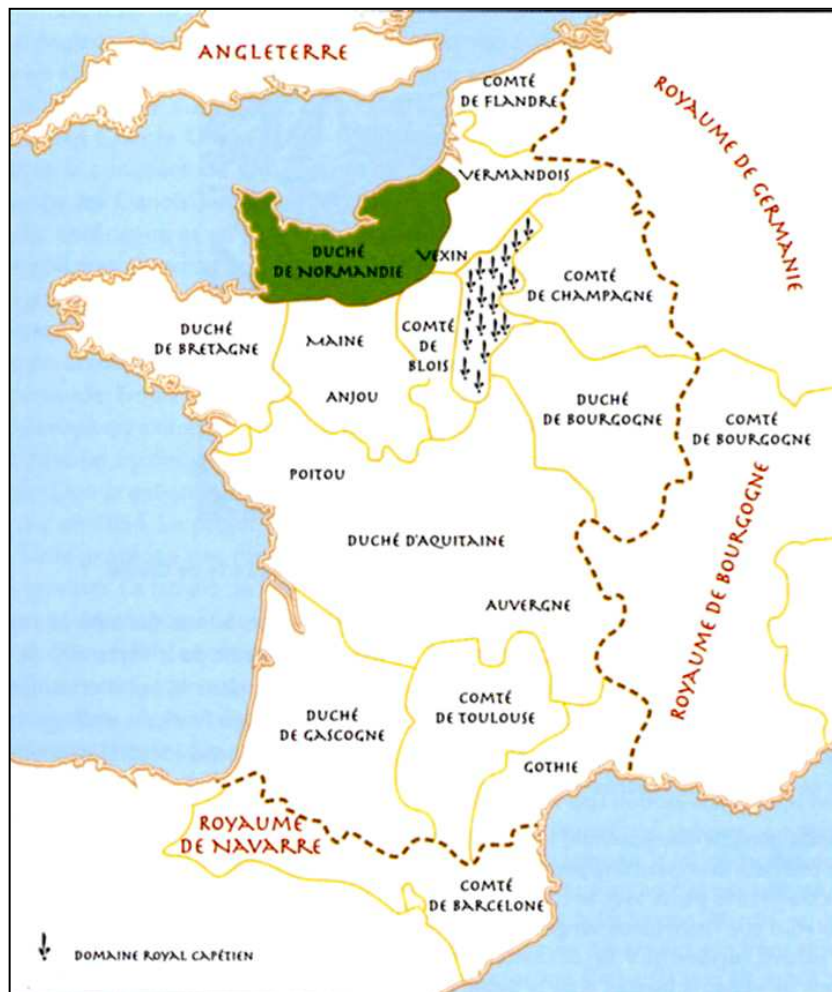 ANGLETERRE
COMTÉ
DE FLANDRE
ROYAUME DE GERMANIE
VERMANDOIS
DUCHÉ
DE NORMANDIE
VEXIN
COMTÉ
DE CHAMPAGNE
DUCHÉ
DE BRETAGNE
MAINE
COMTÉ
DE
BLOIS
ANJOU
DUCHÉ
DE BOURGOGNE
COMTÉ
DE BOURGOGNE
POITOU
DUCHÉ D'AQUITAINE
ROYAUME DE BOURGOGNE
AUVERGNE
DUCHÉ
DE GASCOGNE
COMTÉ
DE TOULOUSE
GOTHIE
ROYAUME
DE NAVARRE
COMTÉ
DE BARCELONE
DOMAINE ROYAL CAPÉTIEN